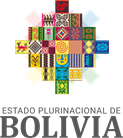 ESTADO PLURINACIONAL DE
BOLIVIA